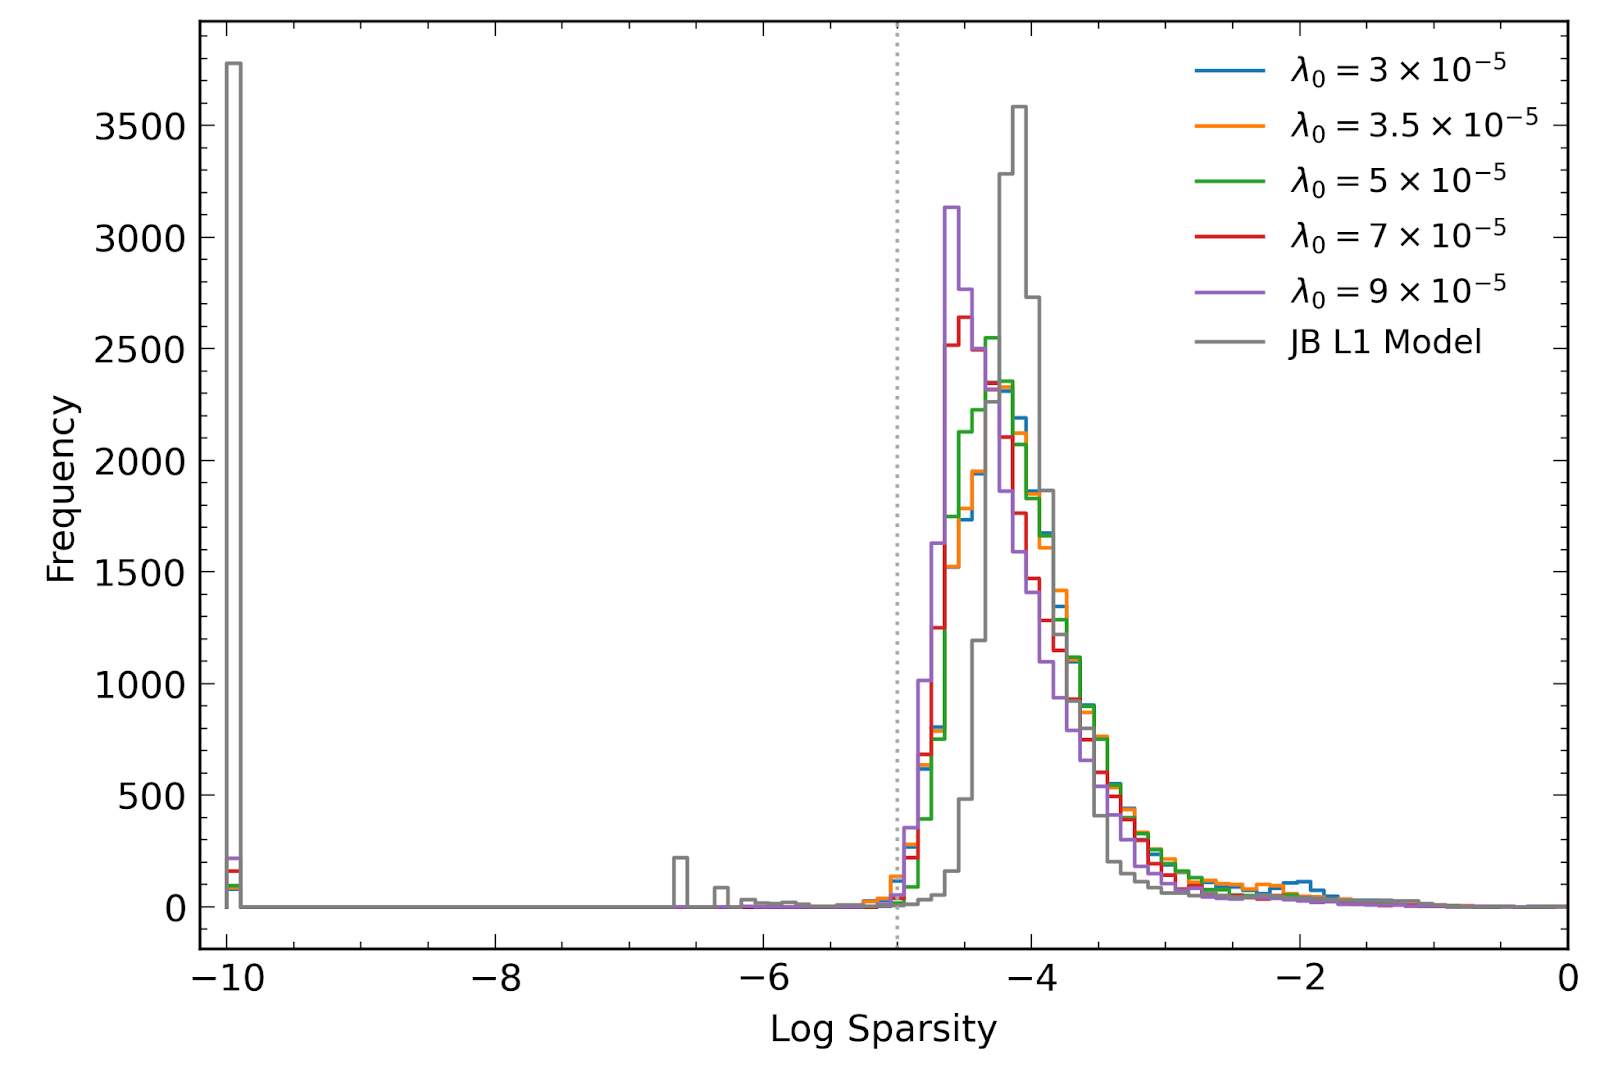 λ₀ = 3 × 10⁻⁵
λ₀ = 3.5 × 10⁻⁵
λ₀ = 5 × 10⁻⁵
λ₀ = 7 × 10⁻⁵
λ₀ = 9 × 10⁻⁵
JB L1 Model
Frequency
3500
3000
2500
2000
1500
1000
500
0
−10 −8 −6 −4 −2 0
Log Sparsity